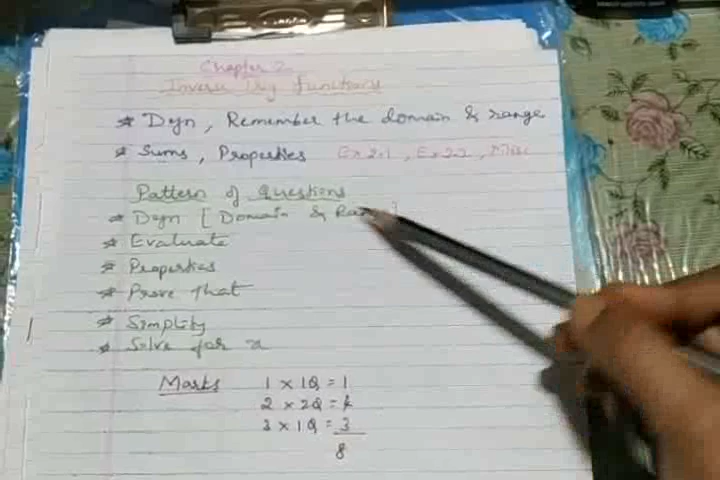 Chapter 2
Inverse Trig functions
* Defn, Remember the domain & range
* Sums, Properties Ex 2.1, Ex 2.2, Misc
Pattern of Questions
* Defn [Domain & Ran ]
* Evaluate
* Properties
* Prove that
* Simplify
* Solve for x
Marks 1 × 1Q = 1
2 × 2Q = 4
3 × 1Q = 3
8